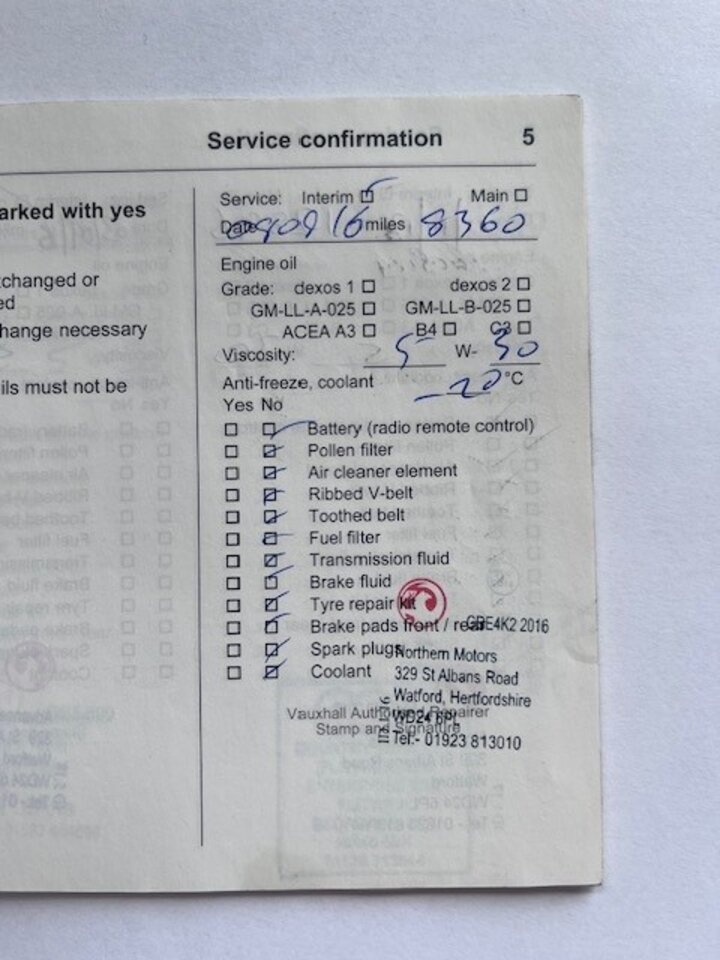 Service confirmation 5
arked with yes
changed or
ed
hange necessary
ils must not be
Service: Interim ☑ Main ☐
Date 090916 miles 8360
Engine oil
Grade: dexos 1 ☐ dexos 2 ☐
GM-LL-A-025 ☐ GM-LL-B-025 ☐
ACEA A3 ☐ B4 ☐ C3 ☐
Viscosity: 5 W- 30
Anti-freeze, coolant -20 °C
Yes No
☐ ☑ Battery (radio remote control)
☐ ☑ Pollen filter
☐ ☑ Air cleaner element
☐ ☑ Ribbed V-belt
☐ ☑ Toothed belt
☐ ☑ Fuel filter
☐ ☑ Transmission fluid
☐ ☑ Brake fluid
☐ ☑ Tyre repair kit
☐ ☑ Brake pads front / rear
GBE4K2 2016
☐ ☑ Spark plugs
Northern Motors
☐ ☑ Coolant
329 St Albans Road
Watford, Hertfordshire
Vauxhall Authorised Repairer
WD24 6PL
Stamp and Signature
Tel:- 01923 813010